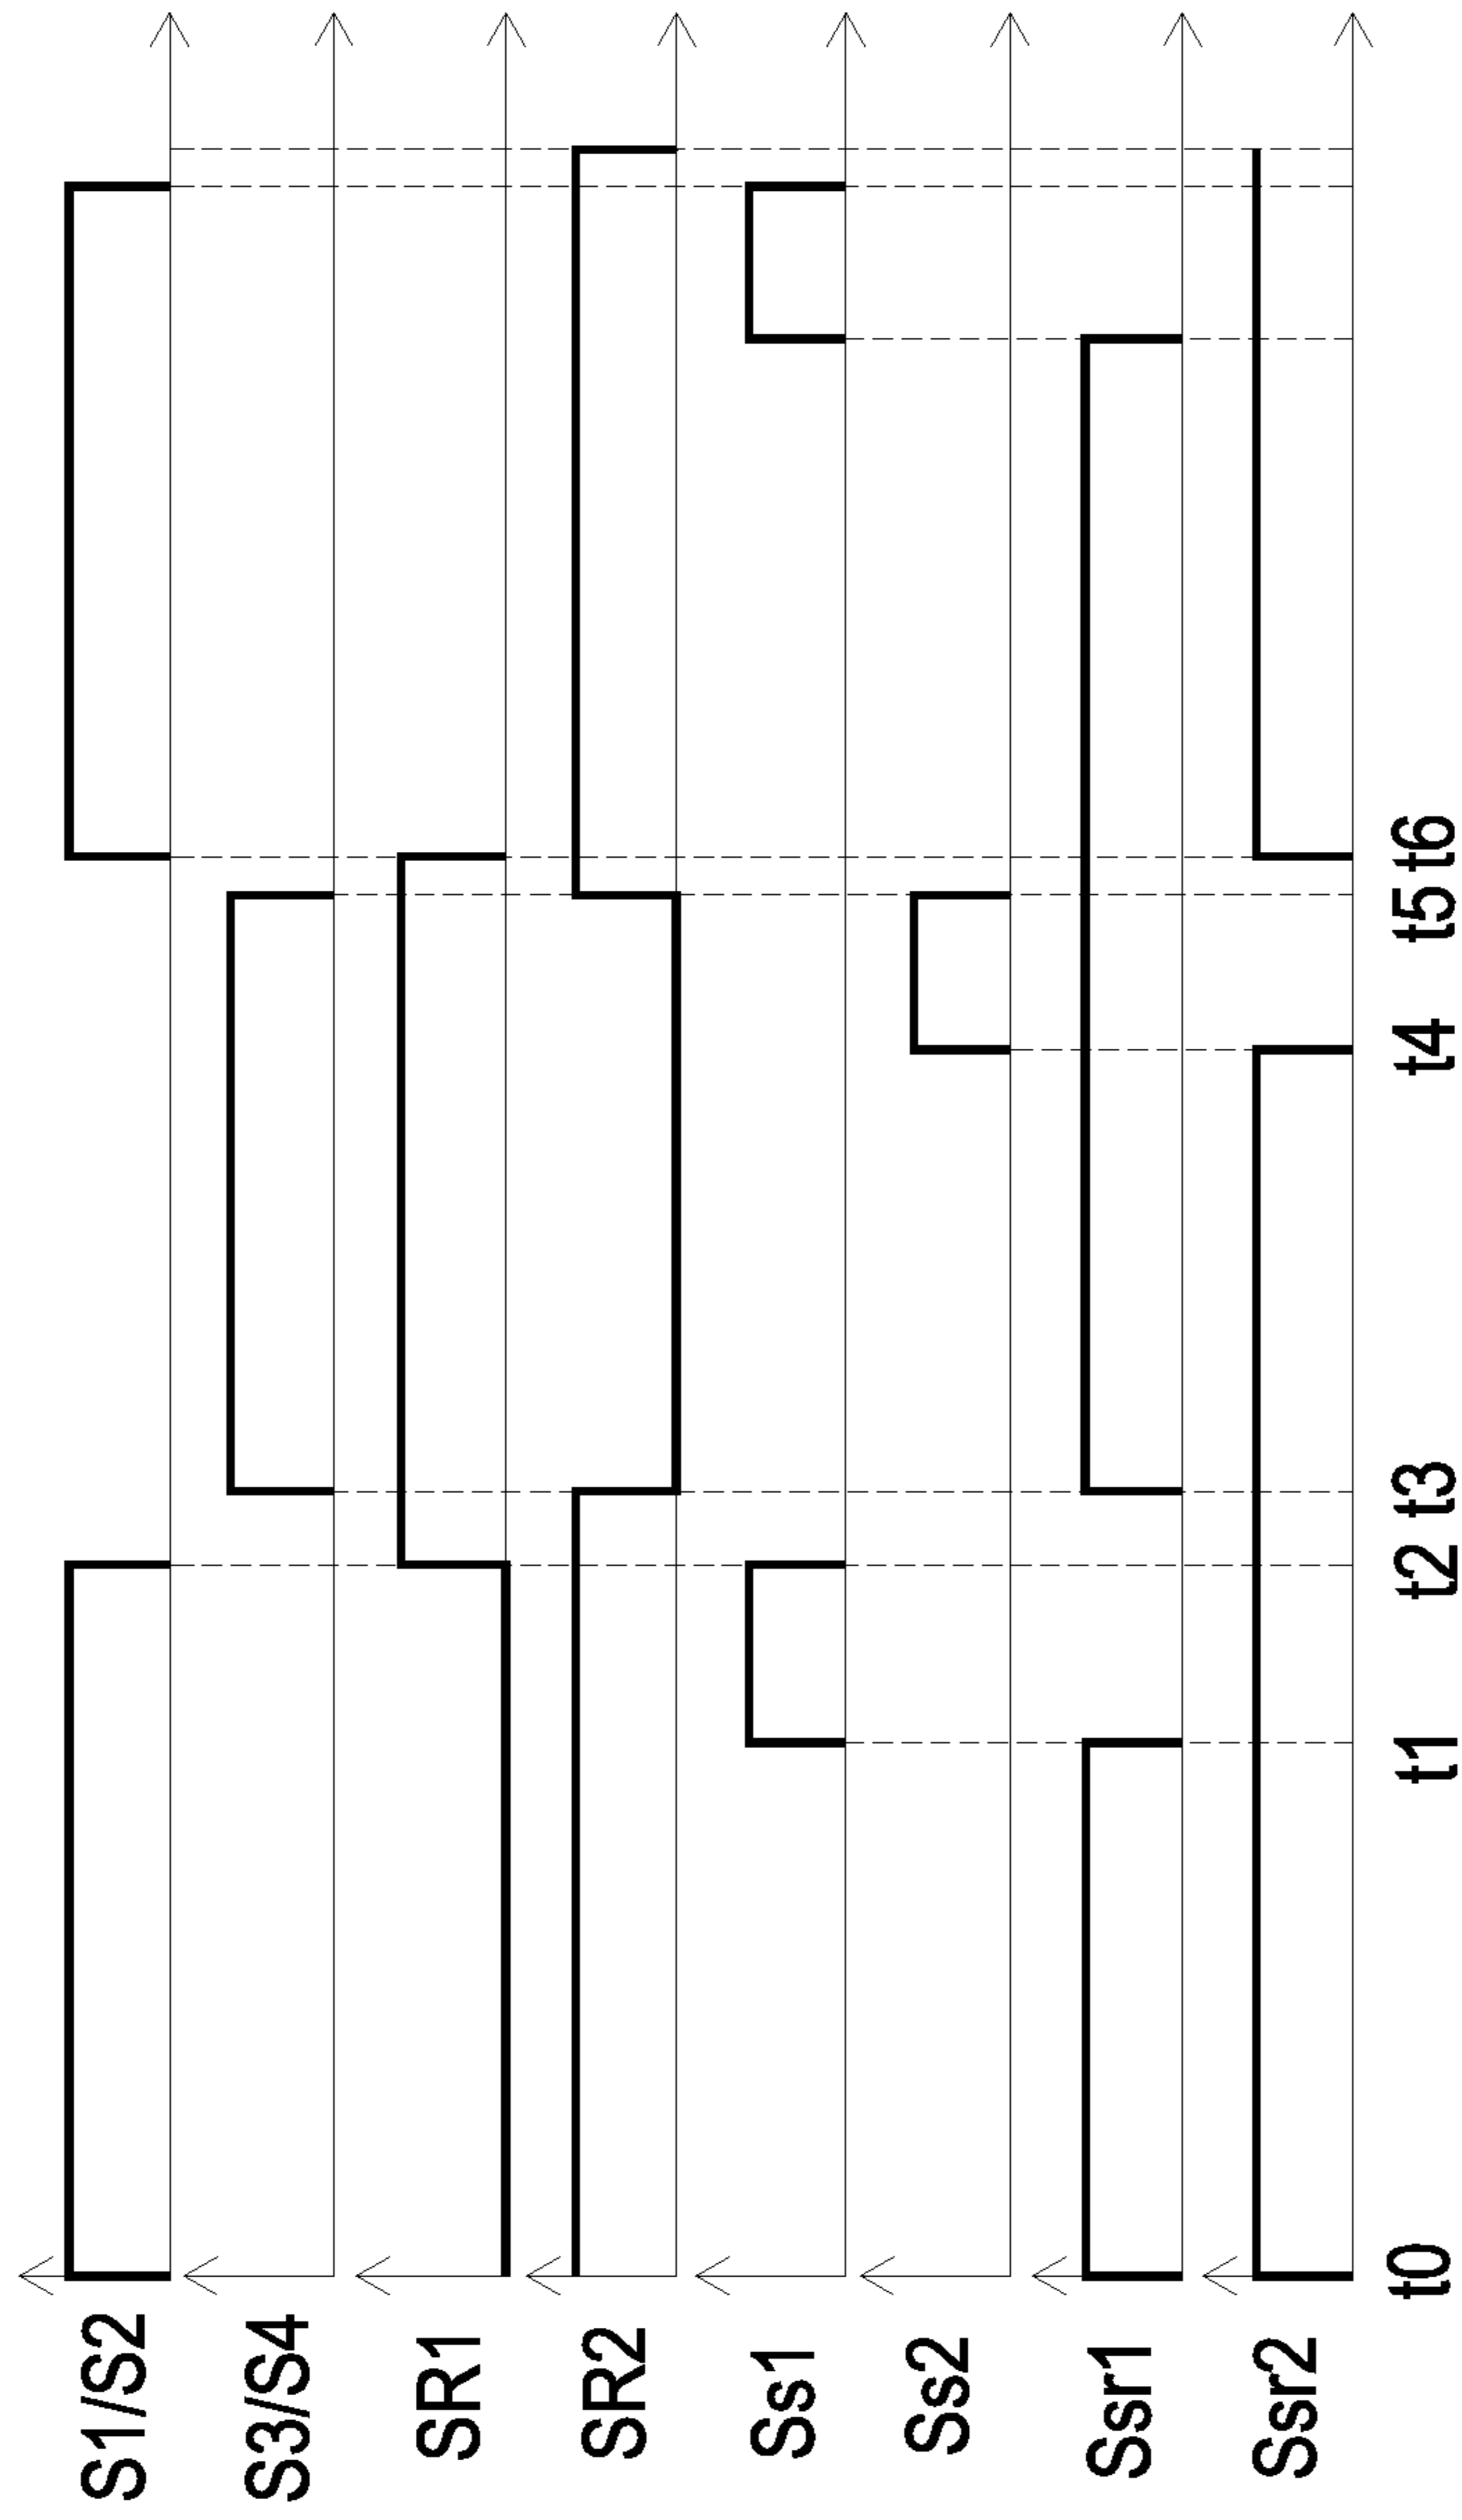 S1/S2
S3/S4
SR1
SR2
Ss1
Ss2
Ssr1
Ssr2
t0 t1 t2 t3 t4 t5 t6